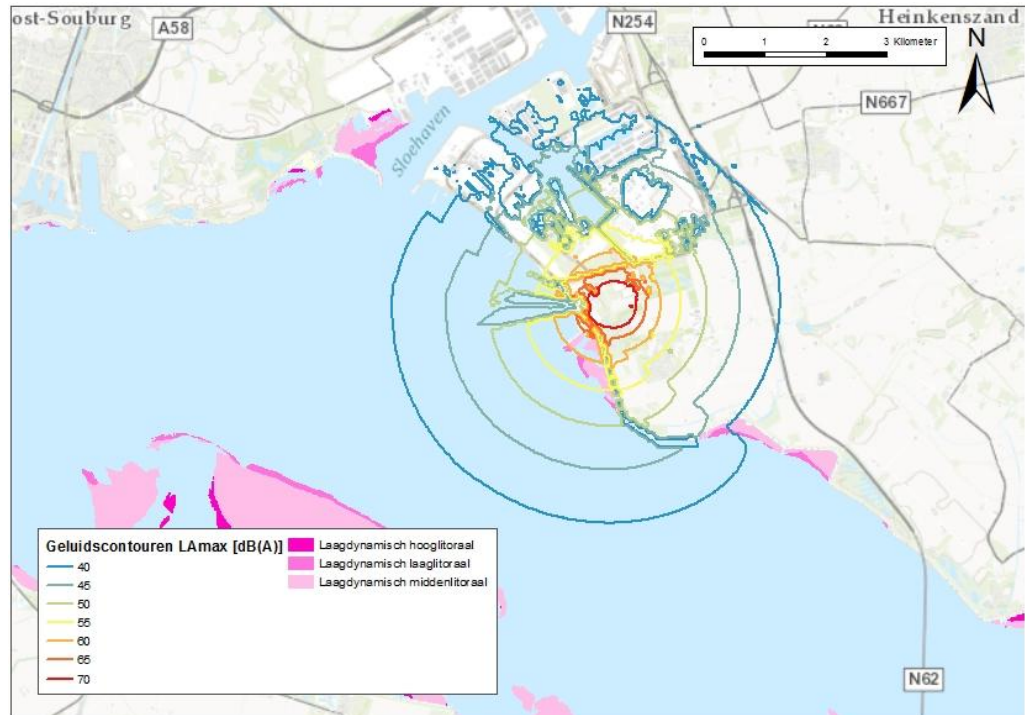 ost-Souburg
A58
N254
Heinkenszand
0 1 2 3 Kilometer
N
N667
Sloehaven
Geluidscontouren LAmax [dB(A)]
40
45
50
55
60
65
70
Laagdynamisch hooglitoraal
Laagdynamisch laaglitoraal
Laagdynamisch middenlitoraal
N62